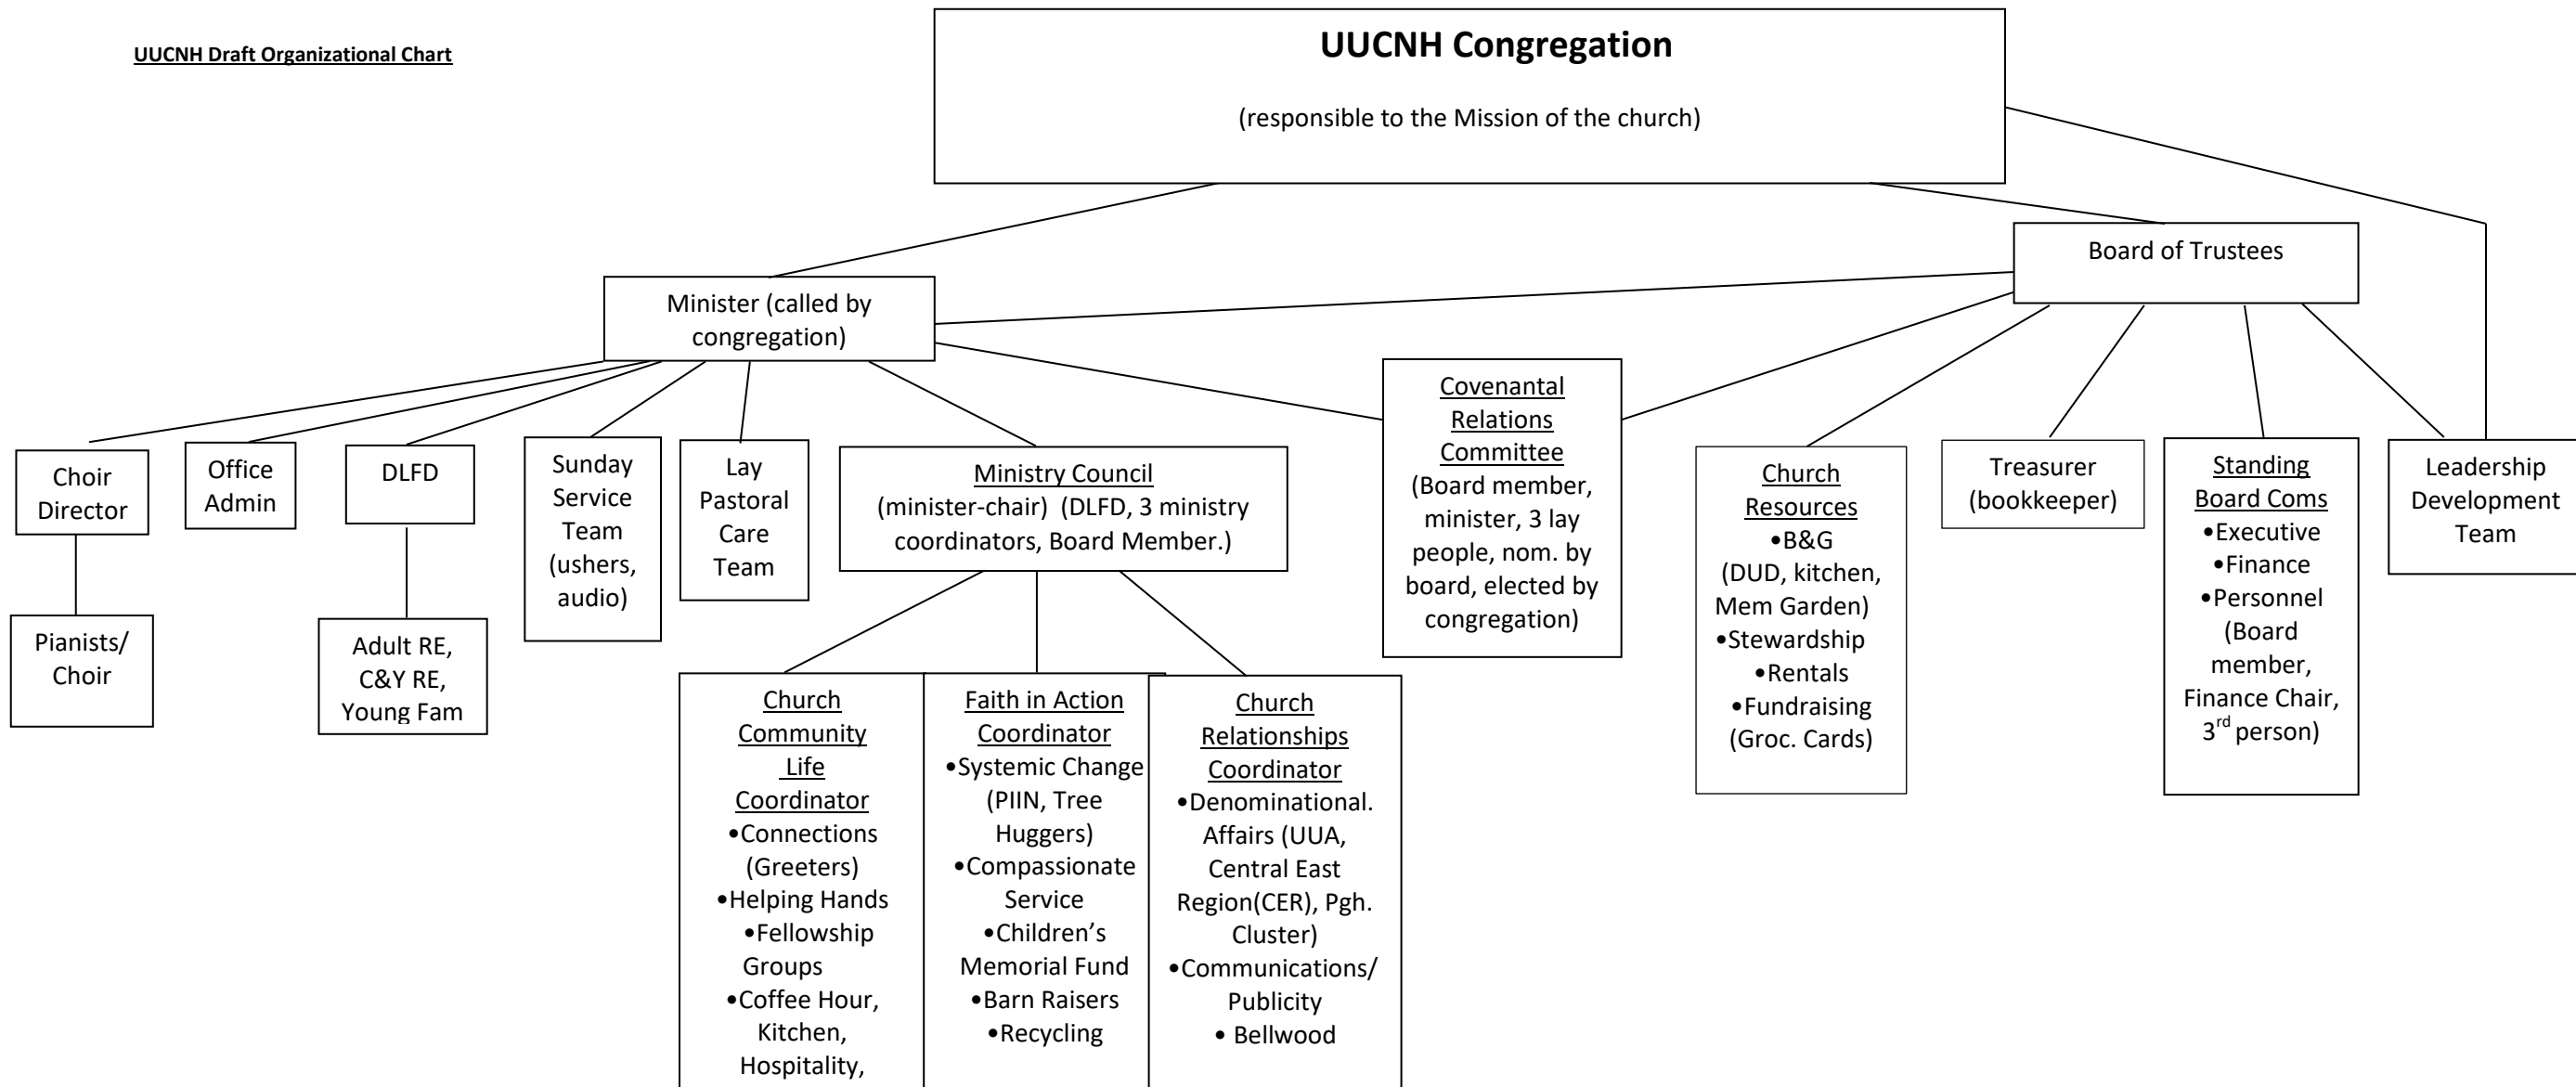 UUCNH Draft Organizational Chart
UUCNH Congregation
(responsible to the Mission of the church)
Board of Trustees
Minister (called by
congregation)
Choir
Director
Office
Admin
DLFD
Sunday
Service
Team
(ushers,
audio)
Lay
Pastoral
Care
Team
Ministry Council
(minister-chair) (DLFD, 3 ministry
coordinators, Board Member.)
Covenantal
Relations
Committee
(Board member,
minister, 3 lay
people, nom. by
board, elected by
congregation)
Church
Resources
•B&G
(DUD, kitchen,
Mem Garden)
•Stewardship
•Rentals
•Fundraising
(Groc. Cards)
Treasurer
(bookkeeper)
Standing
Board Coms
•Executive
•Finance
•Personnel
(Board
member,
Finance Chair,
3rd person)
Leadership
Development
Team
Pianists/
Choir
Adult RE,
C&Y RE,
Young Fam
Church
Community
Life
Coordinator
•Connections
(Greeters)
•Helping Hands
•Fellowship
Groups
•Coffee Hour,
Kitchen,
Hospitality,
Faith in Action
Coordinator
•Systemic Change
(PIIN, Tree
Huggers)
•Compassionate
Service
•Children’s
Memorial Fund
•Barn Raisers
•Recycling
Church
Relationships
Coordinator
•Denominational.
Affairs (UUA,
Central East
Region(CER), Pgh.
Cluster)
•Communications/
Publicity
• Bellwood